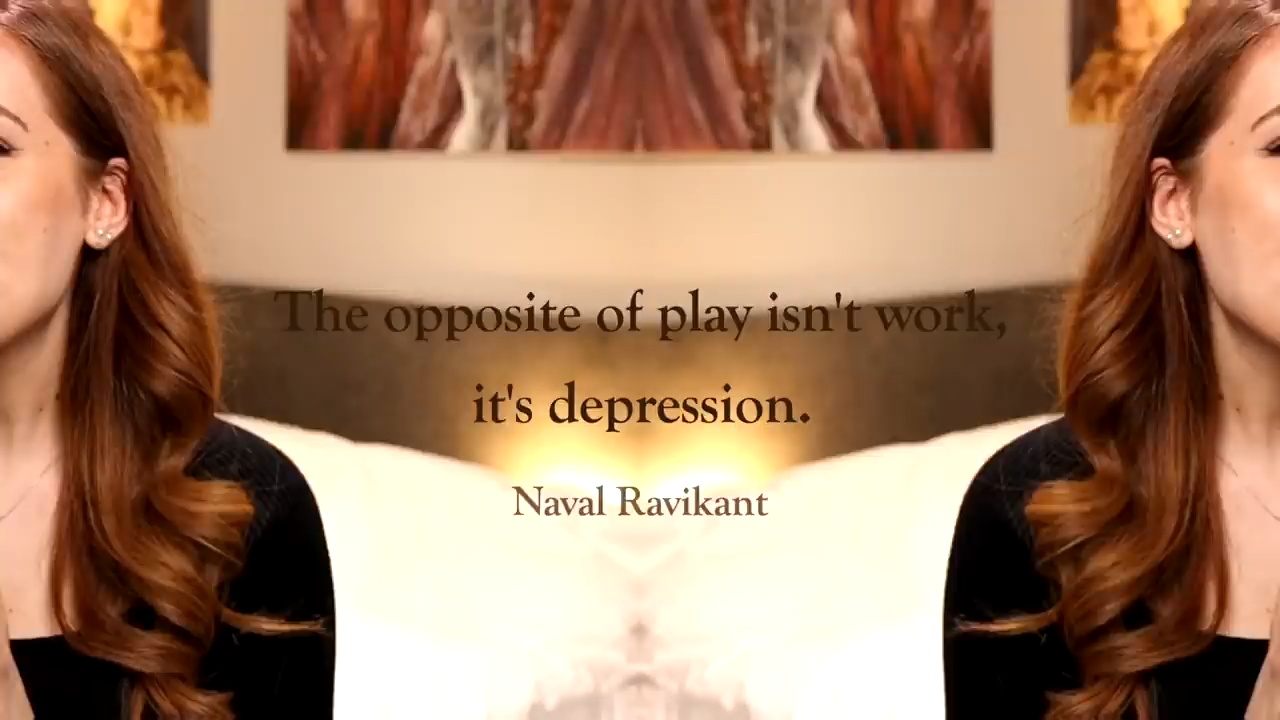 The opposite of play isn't work,
it's depression.
Naval Ravikant